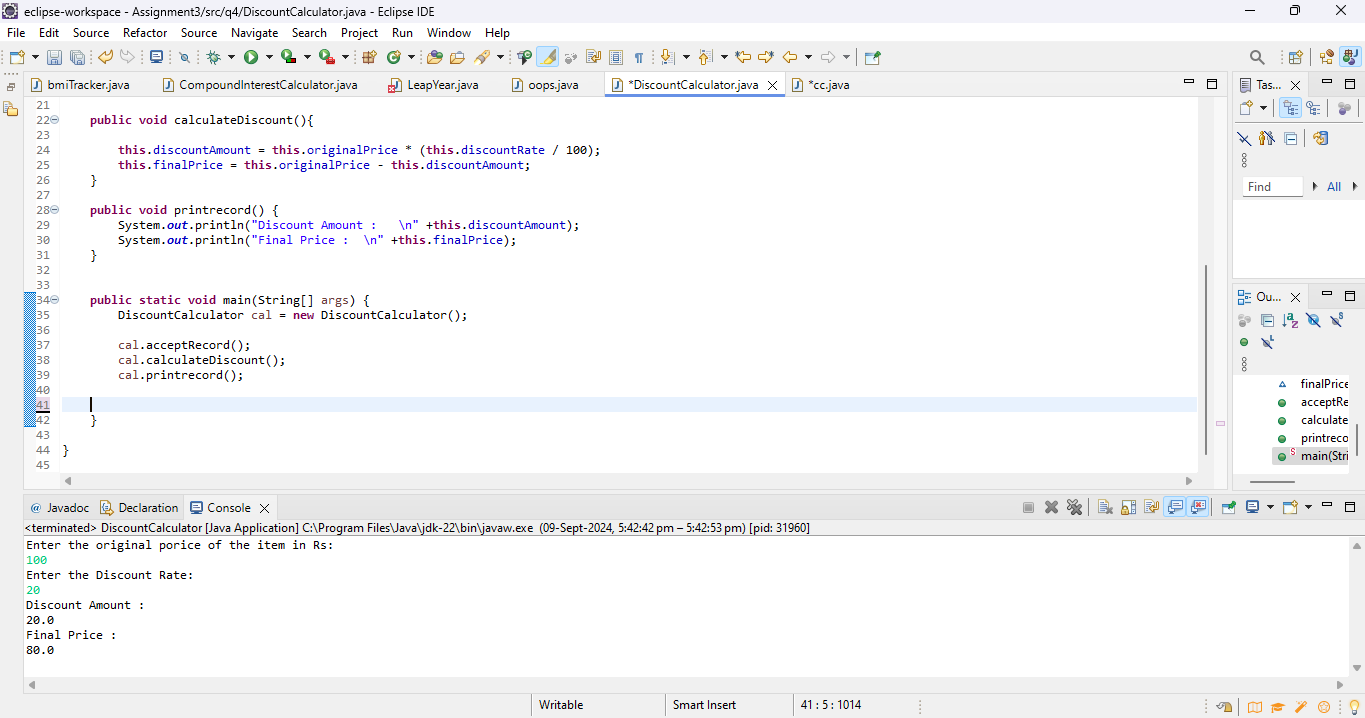 eclipse-workspace - Assignment3/src/q4/DiscountCalculator.java - Eclipse IDE
File Edit Source Refactor Source Navigate Search Project Run Window Help
bmiTracker.java CompoundInterestCalculator.java LeapYear.java oops.java *DiscountCalculator.java *cc.java
Tas...
21
22 public void calculateDiscount(){
23
24 this.discountAmount = this.originalPrice * (this.discountRate / 100);
25 this.finalPrice = this.originalPrice - this.discountAmount;
26 }
27
28 public void printrecord() {
29 System.out.println("Discount Amount :   \n" +this.discountAmount);
30 System.out.println("Final Price :  \n" +this.finalPrice);
31 }
32
33
34 public static void main(String[] args) {
35 DiscountCalculator cal = new DiscountCalculator();
36
37 cal.acceptRecord();
38 cal.calculateDiscount();
39 cal.printrecord();
40
41
42 }
43
44 }
45
Find All
Ou...
finalPrice
acceptRe
calculate
printreco
main(Stri
@ Javadoc Declaration Console
<terminated> DiscountCalculator [Java Application] C:\Program Files\Java\jdk-22\bin\javaw.exe (09-Sept-2024, 5:42:42 pm – 5:42:53 pm) [pid: 31960]
Enter the original porice of the item in Rs:
100
Enter the Discount Rate:
20
Discount Amount :
20.0
Final Price :
80.0
Writable Smart Insert 41 : 5 : 1014